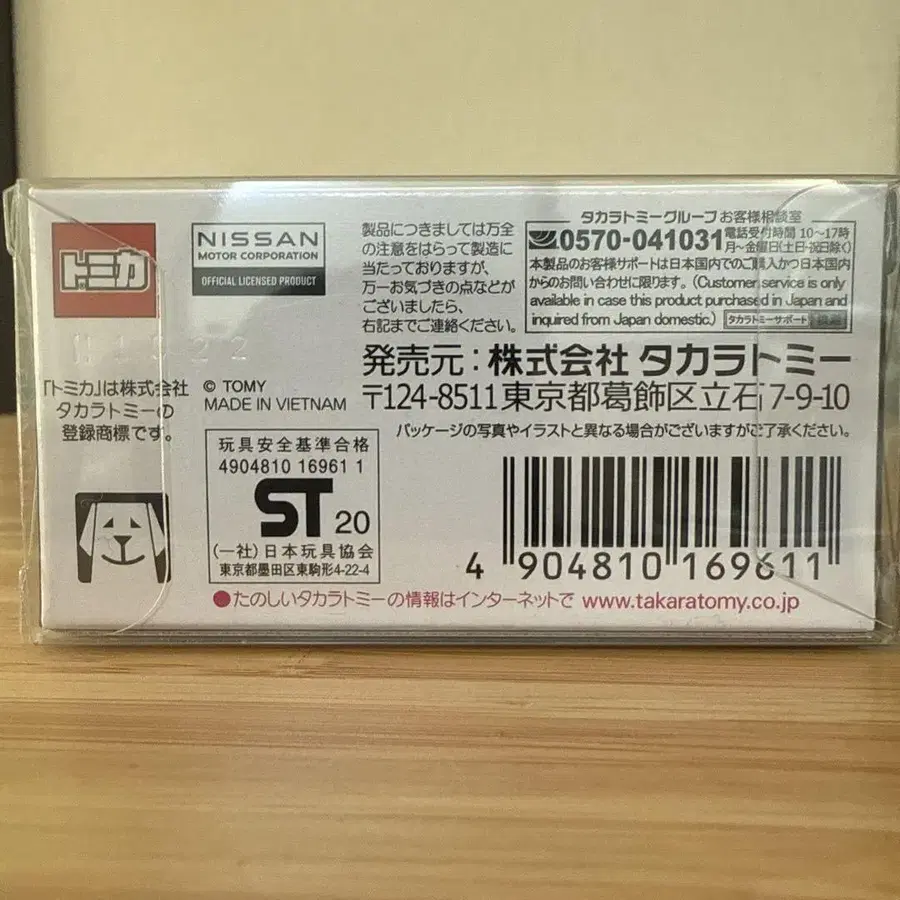 トミカ
NISSAN
MOTOR CORPORATION
OFFICIAL LICENSED PRODUCT
「トミカ」は株式会社
タカラトミーの
登録商標です。
© TOMY
MADE IN VIETNAM
製品につきましては万全
の注意をはらって製造に
当たっておりますが、
万一お気づきの点などが
ございましたら、
右記までご連絡ください。
タカラトミーグループ お客様相談室
0570-041031
電話受付時間 10〜17時
月〜金曜日(土・日・祝日除く)
本製品のお客様サポートは日本国内でのご購入かつ日本国内
からのお問い合わせに限ります。(Customer service is only
available in case this product purchased in Japan and
inquired from Japan domestic.)
タカラトミーサポート 検索
発売元:株式会社 タカラトミー
〒124-8511 東京都葛飾区立石 7-9-10
パッケージの写真やイラストと異なる場合がございますがご了承ください。
玩具安全基準合格
4904810 16961 1
ST 20
(一社)日本玩具協会
東京都墨田区東駒形4-22-4
4 904810 169611
●たのしいタカラトミーの情報はインターネットで www.takaratomy.co.jp